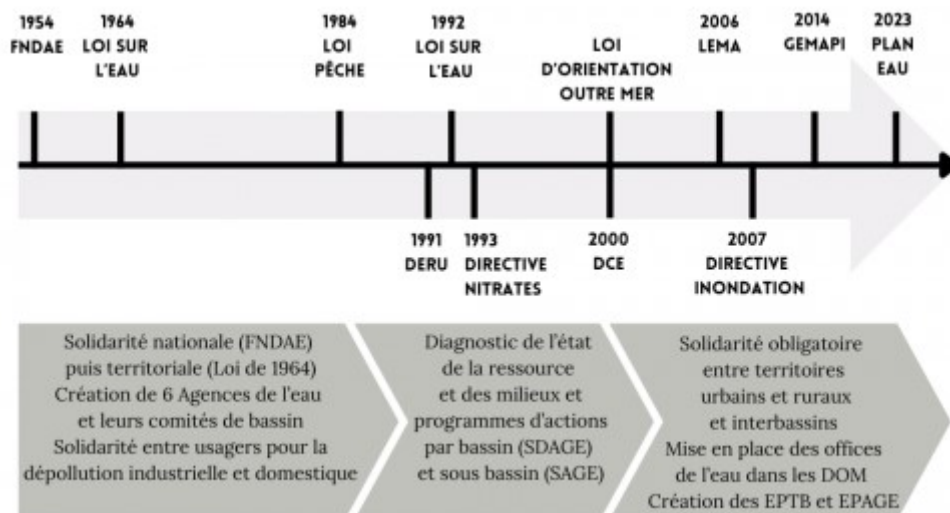 1954
FNDAE
1964
LOI SUR
L'EAU
1984
LOI
PÊCHE
1992
LOI SUR
L'EAU
LOI
D'ORIENTATION
OUTRE MER
2006
LEMA
2014
GEMAPI
2023
PLAN
EAU
1991
DERU
1993
DIRECTIVE
NITRATES
2000
DCE
2007
DIRECTIVE
INONDATION
Solidarité nationale (FNDAE)
puis territoriale (Loi de 1964)
Création de 6 Agences de l'eau
et leurs comités de bassin
Solidarité entre usagers pour la
dépollution industrielle et domestique
Diagnostic de l'état
de la ressource
et des milieux et
programmes d'actions
par bassin (SDAGE)
et sous bassin (SAGE)
Solidarité obligatoire
entre territoires
urbains et ruraux
et interbassins
Mise en place des offices
de l'eau dans les DOM
Création des EPTB et EPAGE